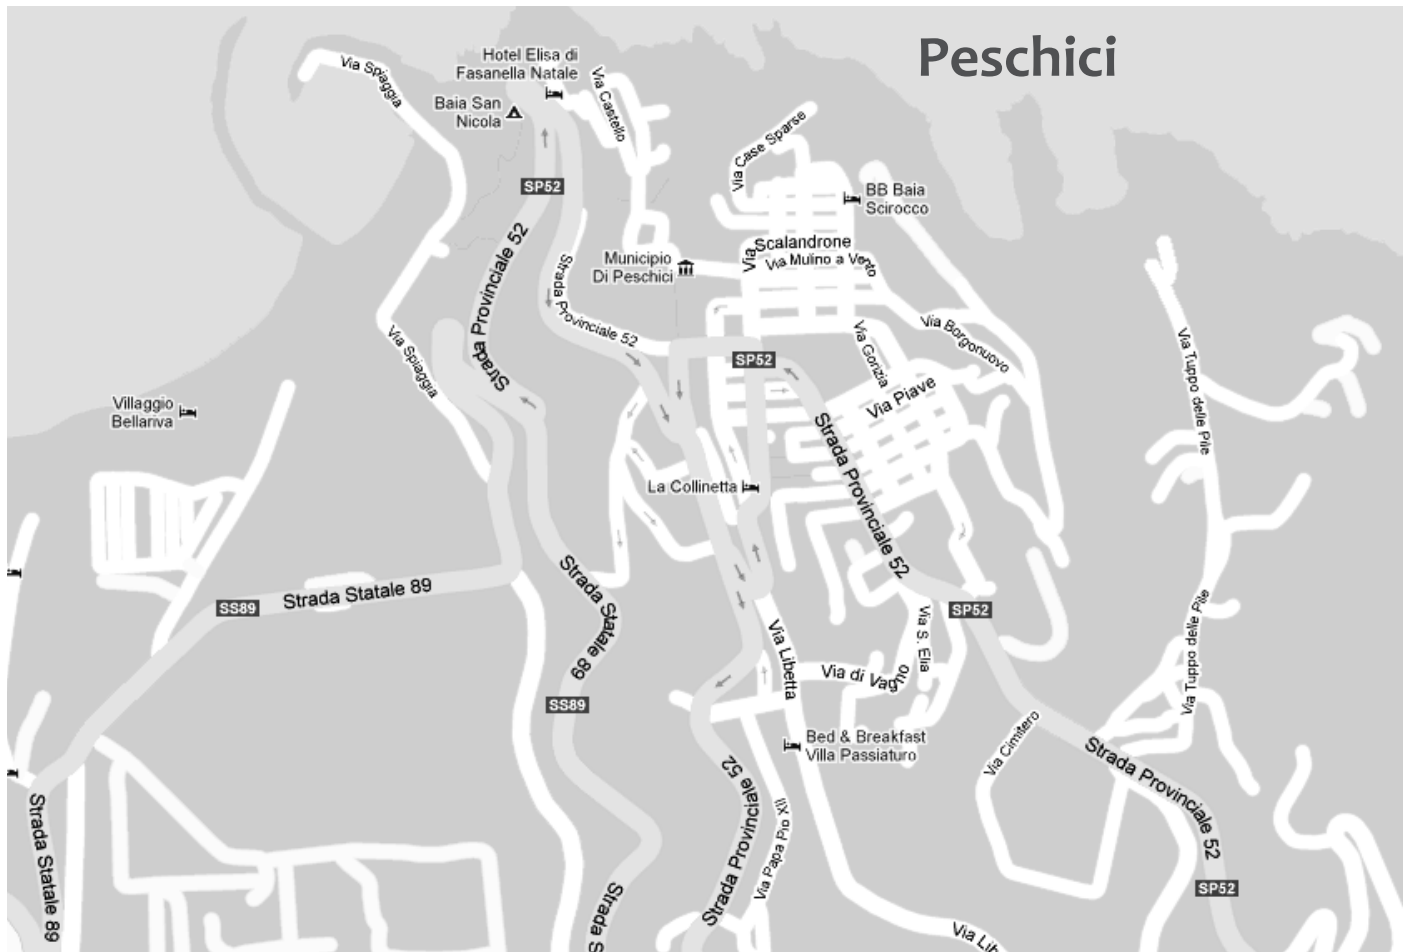 Peschici
Via Spiaggia
Hotel Elisa di
Fasanella Natale
Baia San
Nicola
Via Castello
Via Case Sparse
SP52
BB Baia
Scirocco
Strada Provinciale 52
Via Scalandrone
Via Mulino a Vento
Municipio
Di Peschici
Strada Provinciale 52
Via Spiaggia
SP52
Via Gorizia
Via Borgonuovo
Via Piave
Via Tuppo delle Pile
Villaggio
Bellariva
Strada Provinciale 52
La Collinetta
Strada Statale 89
SS89
Strada Statale 89
SP52
Via S. Elia
Via Tuppo delle Pile
Via Libetta
Via di Vagno
SS89
Bed & Breakfast
Villa Passiaturo
Via Cimitero
Strada Provinciale 52
Strada Provinciale 52
Via Papa Pio XII
Strada Statale 89
SP52
Strada S
Via Lib